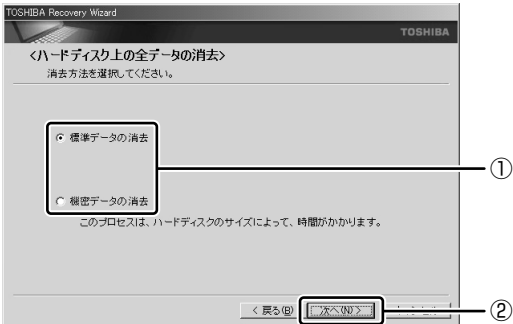 TOSHIBA Recovery Wizard
TOSHIBA
<ハードディスク上の全データの消去>
消去方法を選択してください。
標準データの消去
①
機密データの消去
このプロセスは、ハードディスクのサイズによって、時間がかかります。
< 戻る(B) 次へ(N) >
②